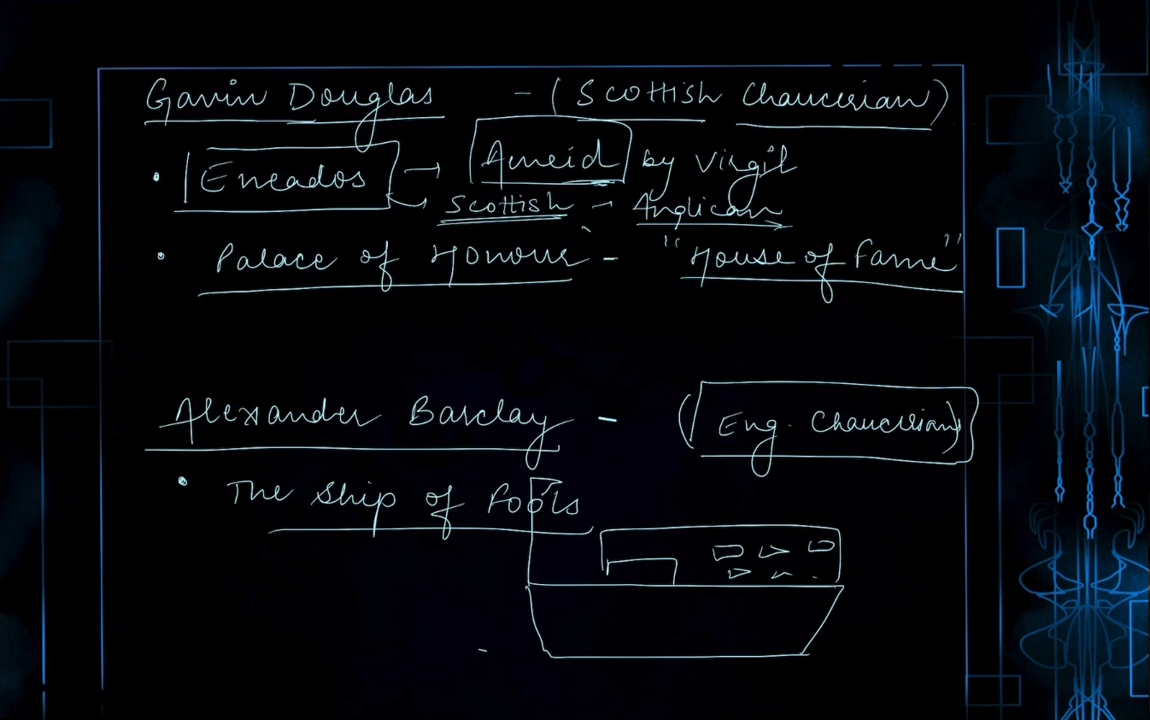 Gavin Douglas - (Scottish Chaucerian)
• Eneados → Aeneid by Virgil
→ Scottish - Anglican
• Palace of Honour - "House of Fame"
Alexander Barclay - (Eng. Chaucerian)
• The Ship of Fools